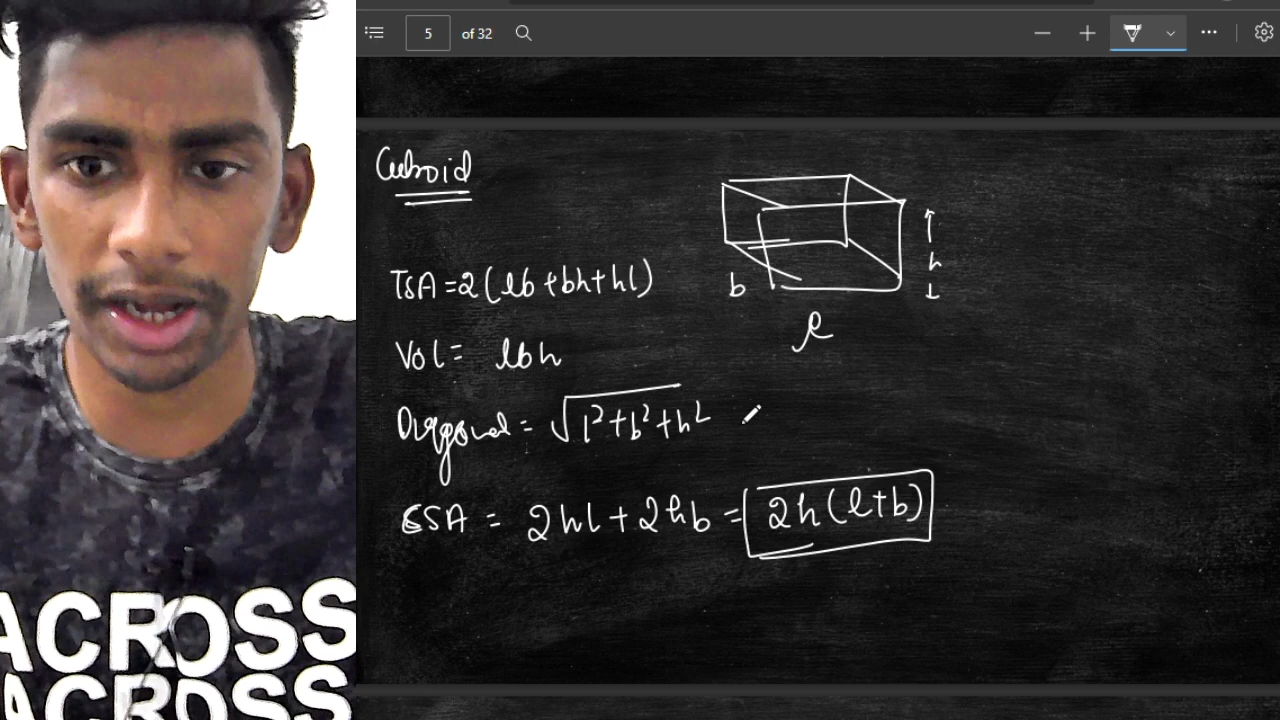 5 of 32
Cuboid
TSA = 2(lb + bh + hl)
Vol = lbh
Diagonal = √l²+b²+h²
CSA = 2hl + 2hb = 2h(l+b)
b
h
l
ACROSS
ACROSS